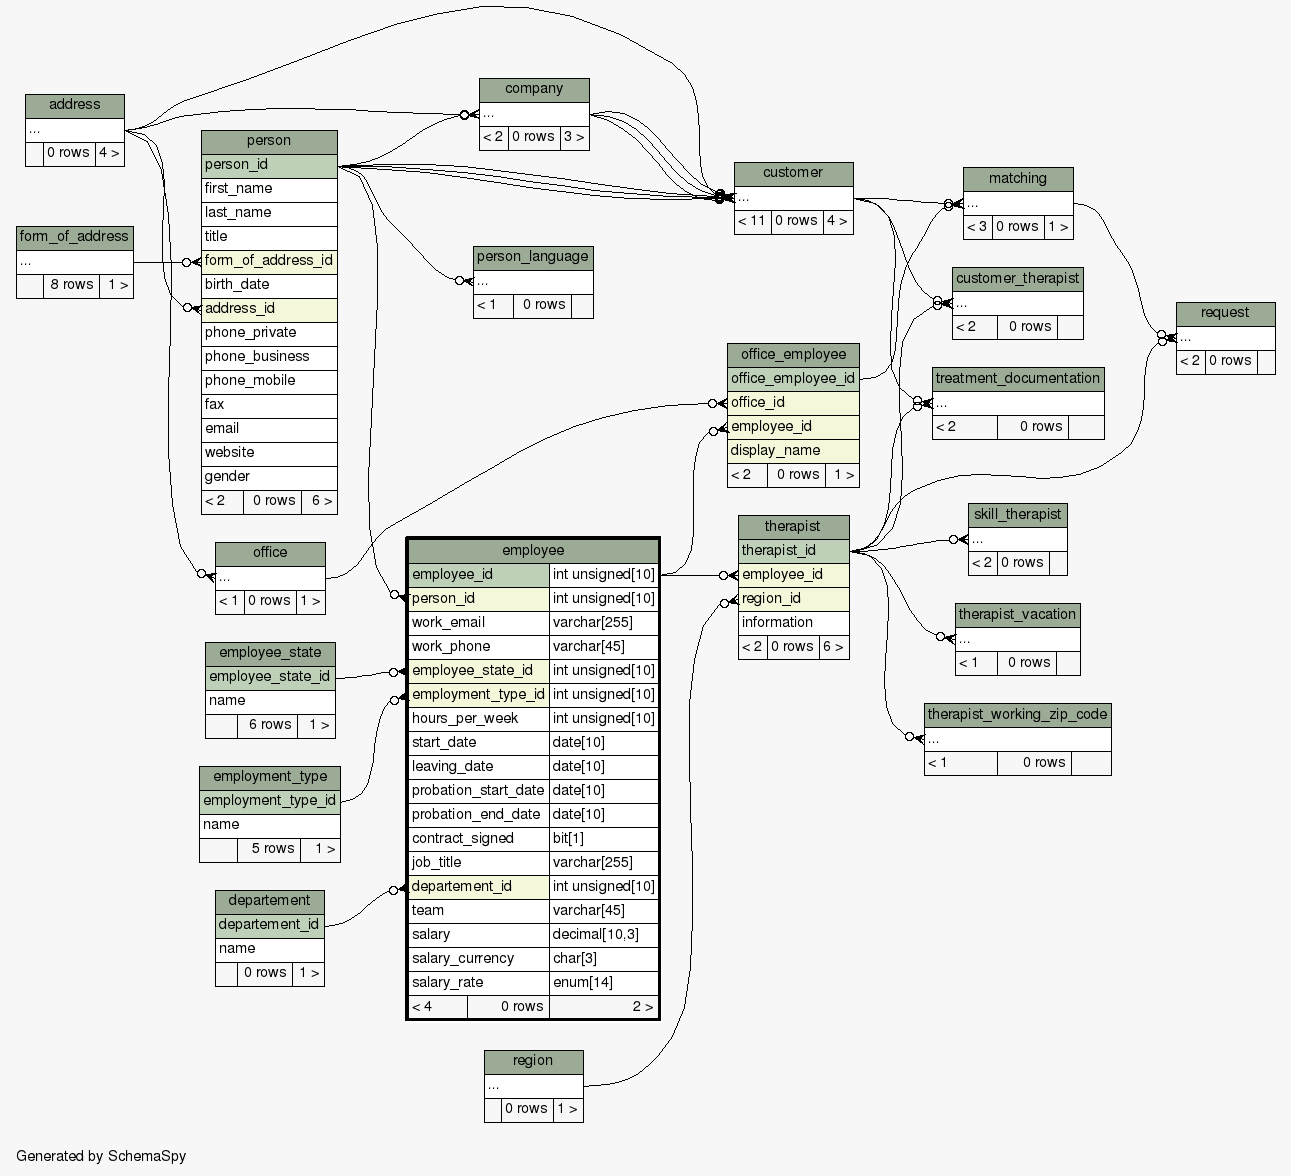 address
...
0 rows 4 >
form_of_address
...
8 rows 1 >
person
person_id
first_name
last_name
title
form_of_address_id
birth_date
address_id
phone_private
phone_business
phone_mobile
fax
email
website
gender
< 2 0 rows 6 >
company
...
< 2 0 rows 3 >
person_language
...
< 1 0 rows
customer
...
< 11 0 rows 4 >
matching
...
< 3 0 rows 1 >
customer_therapist
...
< 2 0 rows
request
...
< 2 0 rows
office_employee
office_employee_id
office_id
employee_id
display_name
< 2 0 rows 1 >
treatment_documentation
...
< 2 0 rows
office
...
< 1 0 rows 1 >
employee_state
employee_state_id
name
6 rows 1 >
employment_type
employment_type_id
name
5 rows 1 >
departement
departement_id
name
0 rows 1 >
employee
employee_id int unsigned[10]
person_id int unsigned[10]
work_email varchar[255]
work_phone varchar[45]
employee_state_id int unsigned[10]
employment_type_id int unsigned[10]
hours_per_week int unsigned[10]
start_date date[10]
leaving_date date[10]
probation_start_date date[10]
probation_end_date date[10]
contract_signed bit[1]
job_title varchar[255]
departement_id int unsigned[10]
team varchar[45]
salary decimal[10,3]
salary_currency char[3]
salary_rate enum[14]
< 4 0 rows 2 >
therapist
therapist_id
employee_id
region_id
information
< 2 0 rows 6 >
skill_therapist
...
< 2 0 rows
therapist_vacation
...
< 1 0 rows
therapist_working_zip_code
...
< 1 0 rows
region
...
0 rows 1 >
Generated by SchemaSpy